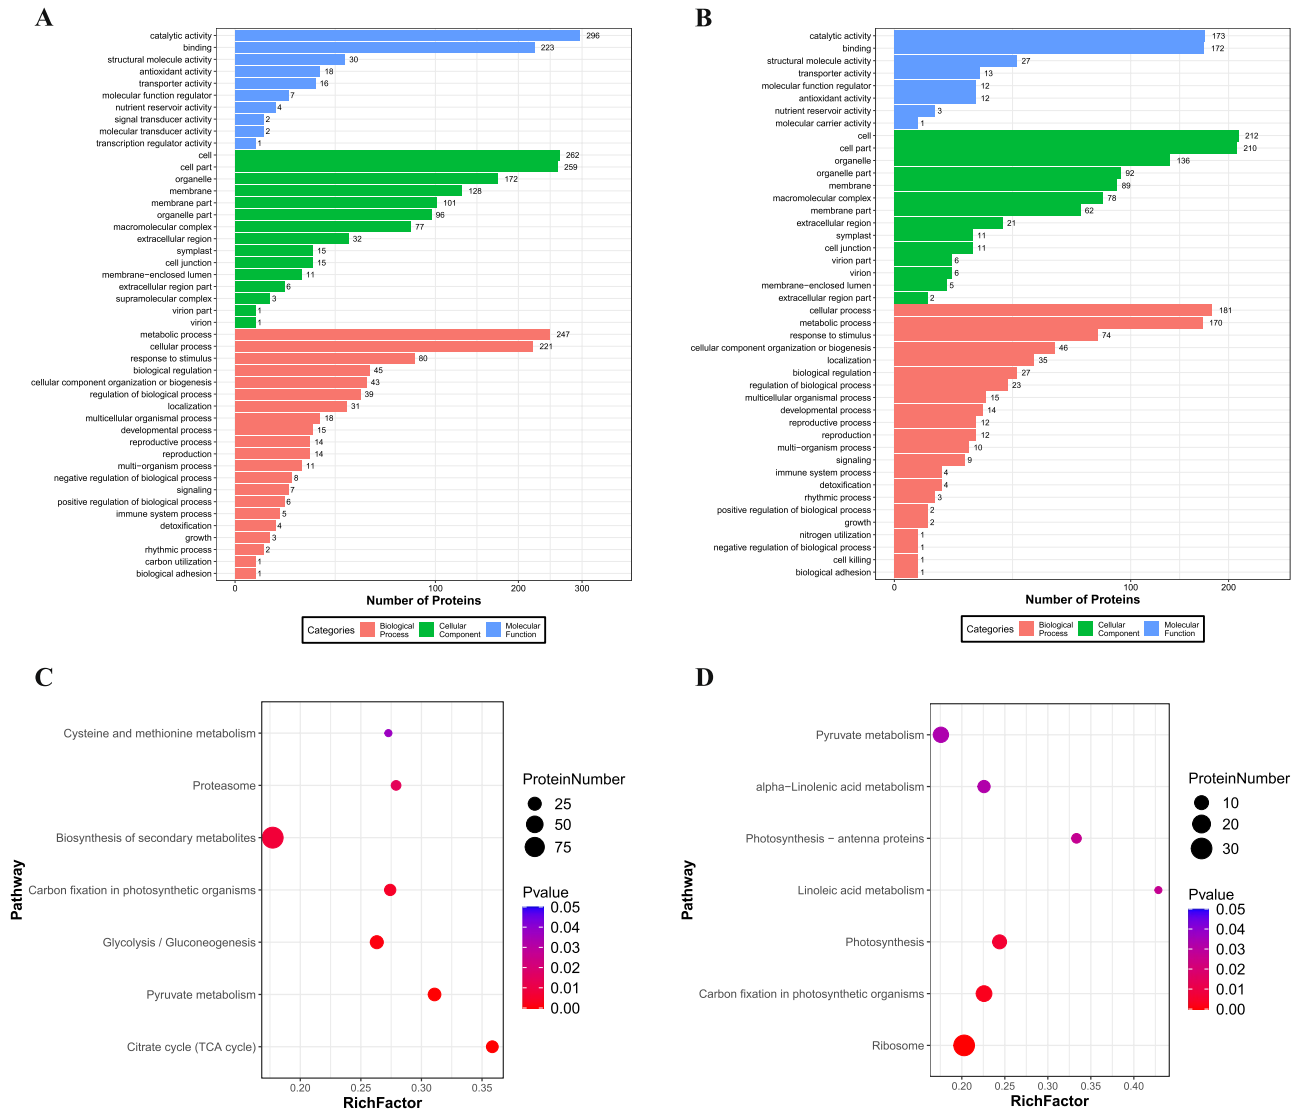 A
catalytic activity 296
binding 223
structural molecule activity 30
antioxidant activity 18
transporter activity 16
molecular function regulator 7
nutrient reservoir activity 4
signal transducer activity 2
molecular transducer activity 2
transcription regulator activity 1
cell 262
cell part 259
organelle 172
membrane 128
membrane part 101
organelle part 96
macromolecular complex 77
extracellular region 32
symplast 15
cell junction 15
membrane−enclosed lumen 11
extracellular region part 6
supramolecular complex 3
virion part 1
virion 1
metabolic process 247
cellular process 221
response to stimulus 80
biological regulation 45
cellular component organization or biogenesis 43
regulation of biological process 39
localization 31
multicellular organismal process 18
developmental process 15
reproductive process 14
reproduction 14
multi−organism process 11
negative regulation of biological process 8
signaling 7
positive regulation of biological process 6
immune system process 5
detoxification 4
growth 3
rhythmic process 2
carbon utilization 1
biological adhesion 1
0 100 200 300
Number of Proteins
Categories Biological Process Cellular Component Molecular Function
B
catalytic activity 173
binding 172
structural molecule activity 27
transporter activity 13
molecular function regulator 12
antioxidant activity 12
nutrient reservoir activity 3
molecular carrier activity 1
cell 212
cell part 210
organelle 136
organelle part 92
membrane 89
macromolecular complex 78
membrane part 62
extracellular region 21
symplast 11
cell junction 11
virion part 6
virion 6
membrane−enclosed lumen 5
extracellular region part 2
cellular process 181
metabolic process 170
response to stimulus 74
cellular component organization or biogenesis 46
localization 35
biological regulation 27
regulation of biological process 23
multicellular organismal process 15
developmental process 14
reproductive process 12
reproduction 12
multi−organism process 10
signaling 9
immune system process 4
detoxification 4
rhythmic process 3
positive regulation of biological process 2
growth 2
nitrogen utilization 1
negative regulation of biological process 1
cell killing 1
biological adhesion 1
0 100 200
Number of Proteins
Categories Biological Process Cellular Component Molecular Function
C
Pathway
Cysteine and methionine metabolism
Proteasome
Biosynthesis of secondary metabolites
Carbon fixation in photosynthetic organisms
Glycolysis / Gluconeogenesis
Pyruvate metabolism
Citrate cycle (TCA cycle)
0.20 0.25 0.30 0.35
RichFactor
ProteinNumber
25
50
75
Pvalue
0.05
0.04
0.03
0.02
0.01
0.00
D
Pathway
Pyruvate metabolism
alpha−Linolenic acid metabolism
Photosynthesis − antenna proteins
Linoleic acid metabolism
Photosynthesis
Carbon fixation in photosynthetic organisms
Ribosome
0.20 0.25 0.30 0.35 0.40
RichFactor
ProteinNumber
10
20
30
Pvalue
0.05
0.04
0.03
0.02
0.01
0.00